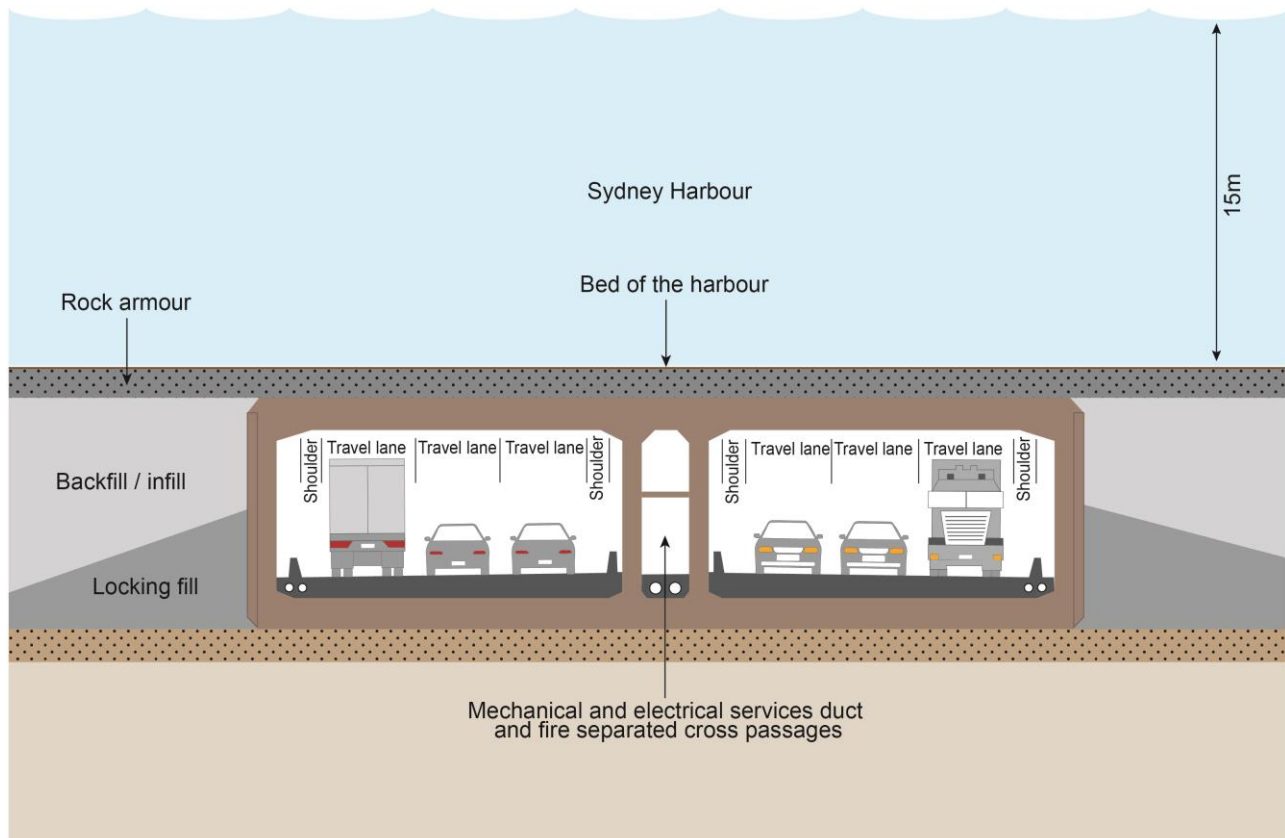 Sydney Harbour
15m
Bed of the harbour
Rock armour
Shoulder
Travel lane
Travel lane
Travel lane
Shoulder
Shoulder
Travel lane
Travel lane
Travel lane
Shoulder
Backfill / infill
Locking fill
Mechanical and electrical services duct
and fire separated cross passages